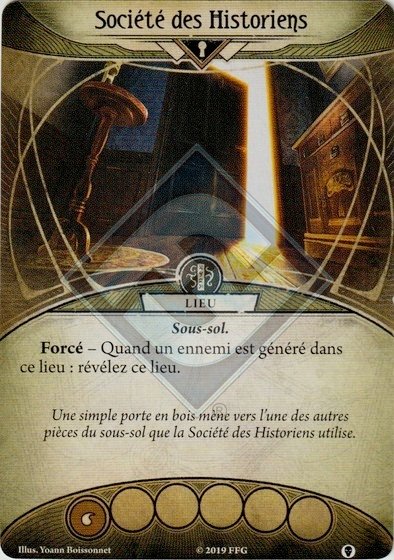 Société des Historiens
LIEU
Sous-sol.
Forcé – Quand un ennemi est généré dans
ce lieu : révélez ce lieu.
®
Une simple porte en bois mène vers l'une des autres
pièces du sous-sol que la Société des Historiens utilise.
Illus. Yoann Boissonnet
© 2019 FFG